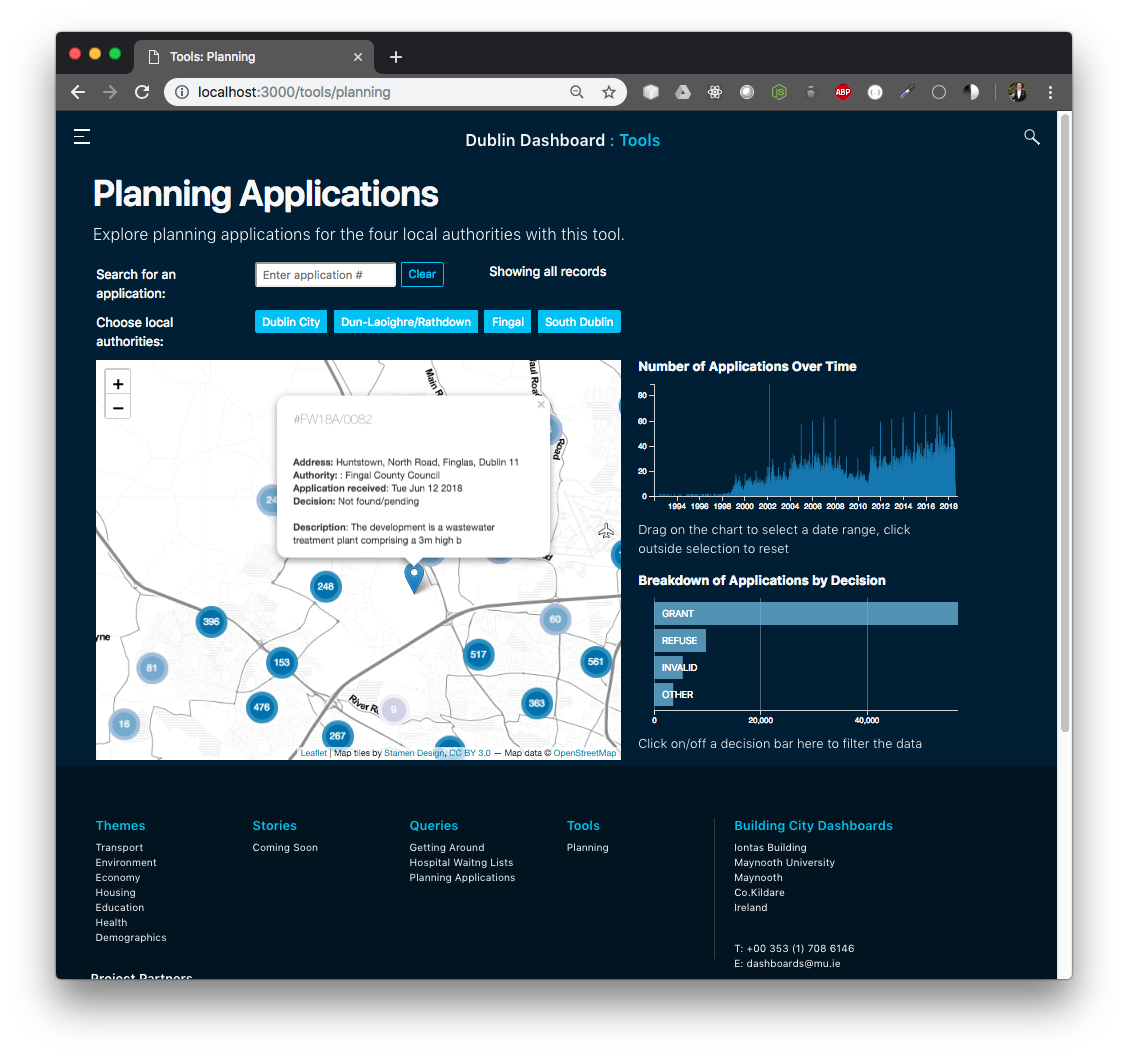 Tools: Planning
localhost:3000/tools/planning
ABP
Dublin Dashboard : Tools
Planning Applications
Explore planning applications for the four local authorities with this tool.
Search for an
application:
Enter application #
Clear
Showing all records
Choose local
authorities:
Dublin City
Dun-Laoighre/Rathdown
Fingal
South Dublin
+
−
Main R
Road
#FW18A/0082
×
Address: Huntstown, North Road, Finglas, Dublin 11
Authority: : Fingal County Council
Application received: Tue Jun 12 2018
Decision: Not found/pending
Description: The development is a wastewater
treatment plant comprising a 3m high b
24
248
396
60
yne
81
153
517
561
476
River Ro
9
363
16
267
Leaflet | Map tiles by Stamen Design, CC BY 3.0 — Map data © OpenStreetMap
Number of Applications Over Time
80
60
40
20
0
1994 1996 1998 2000 2002 2004 2006 2008 2010 2012 2014 2016 2018
Drag on the chart to select a date range, click
outside selection to reset
Breakdown of Applications by Decision
GRANT
REFUSE
INVALID
OTHER
0 20,000 40,000
Click on/off a decision bar here to filter the data
Themes
Transport
Environment
Economy
Housing
Education
Health
Demographics
Stories
Coming Soon
Queries
Getting Around
Hospital Waitng Lists
Planning Applications
Tools
Planning
Building City Dashboards
Iontas Building
Maynooth University
Maynooth
Co.Kildare
Ireland
T: +00 353 (1) 708 6146
E: dashboards@mu.ie
Project Partners